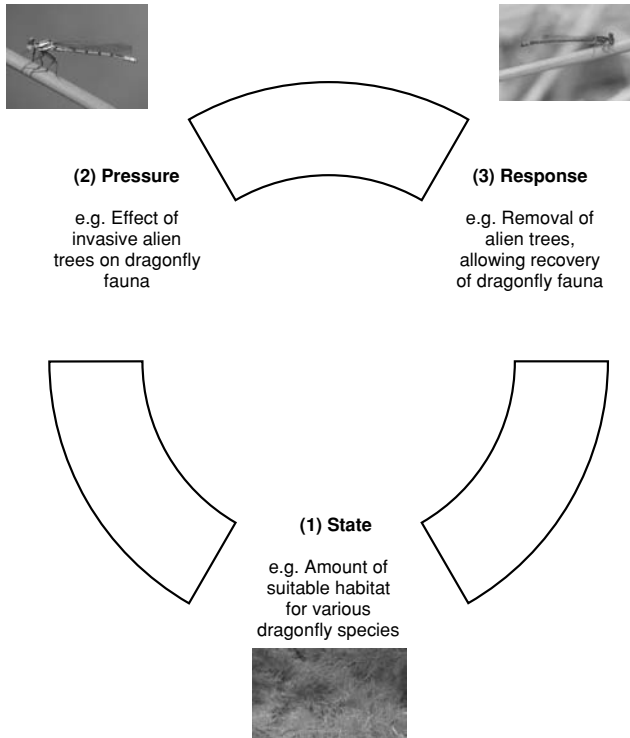 (2) Pressure
e.g. Effect of
invasive alien
trees on dragonfly
fauna
(3) Response
e.g. Removal of
alien trees,
allowing recovery
of dragonfly fauna
(1) State
e.g. Amount of
suitable habitat
for various
dragonfly species